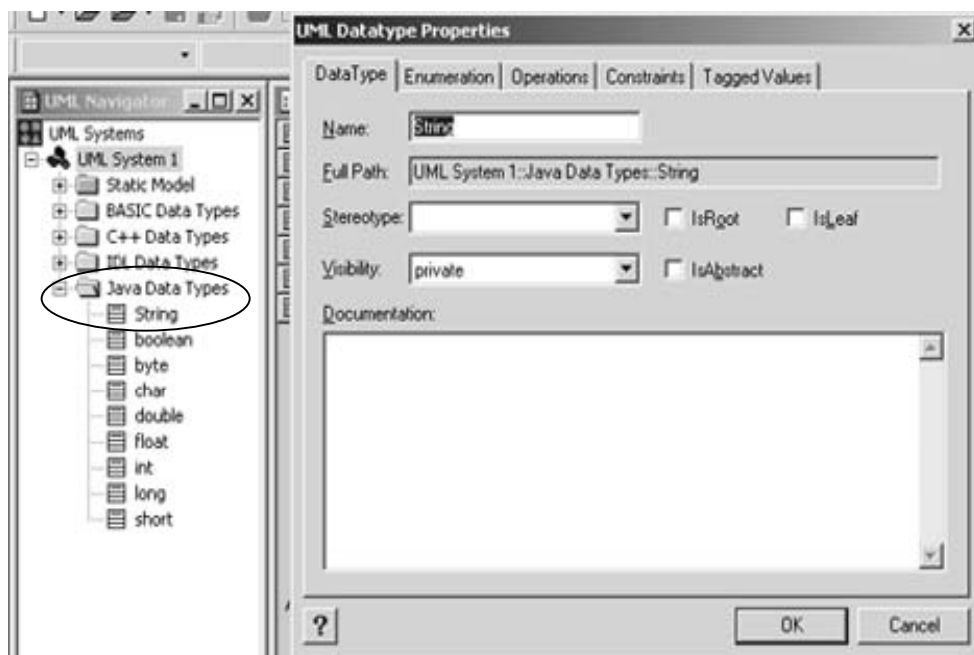 UML Navigator
UML Systems
UML System 1
Static Model
BASIC Data Types
C++ Data Types
IDL Data Types
Java Data Types
String
boolean
byte
char
double
float
int
long
short
UML Datatype Properties
DataType Enumeration Operations Constraints Tagged Values
Name: String
Full Path: UML System 1::Java Data Types::String
Stereotype: IsRoot IsLeaf
Visibility: private IsAbstract
Documentation:
? OK Cancel